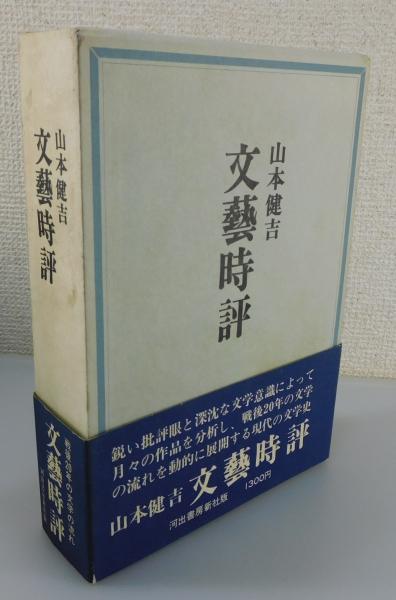 山本健吉
文藝時評
山本健吉
文藝時評
鋭い批評眼と深沈な文学意識によって
月々の作品を分析し、戦後20年の文学
の流れを動的に展開する現代の文学史
山本健吉 文藝時評
河出書房新社版 1300円
戦後20年の文学の流れ
文藝時評